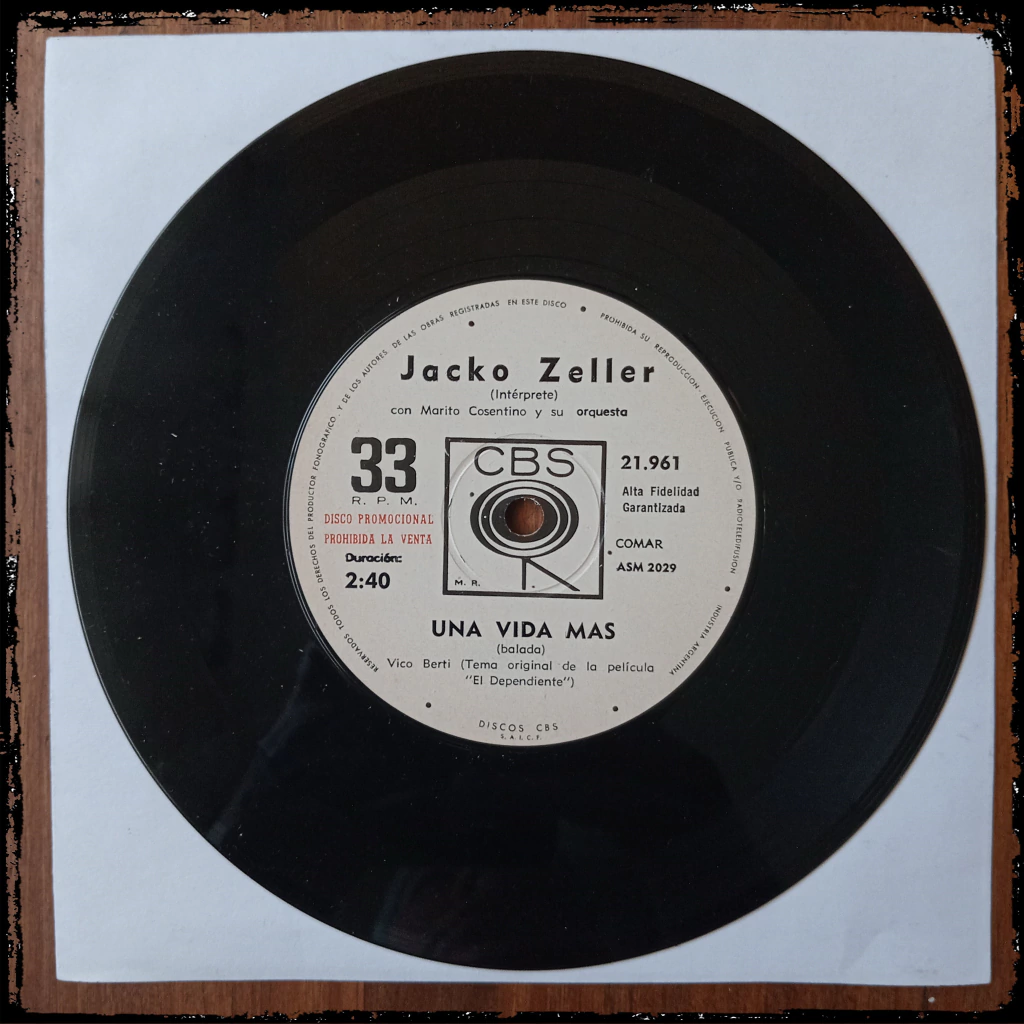 RESERVADOS TODOS LOS DERECHOS DEL PRODUCTOR FONOGRAFICO Y DE LOS AUTORES DE LAS OBRAS REGISTRADAS EN ESTE DISCO • PROHIBIDA SU REPRODUCCION - EJECUCION PUBLICA Y/O RADIOTELEDIFUSION • INDUSTRIA ARGENTINA
Jacko Zeller
(Intérprete)
con Marito Cosentino y su orquesta
33
R. P. M.
DISCO PROMOCIONAL
PROHIBIDA LA VENTA
Duración:
2:40
CBS
M. R.
21.961
Alta Fidelidad
Garantizada
COMAR
ASM 2029
UNA VIDA MAS
(balada)
Vico Berti (Tema original de la película
"El Dependiente")
DISCOS CBS
S. A. I. C. F.